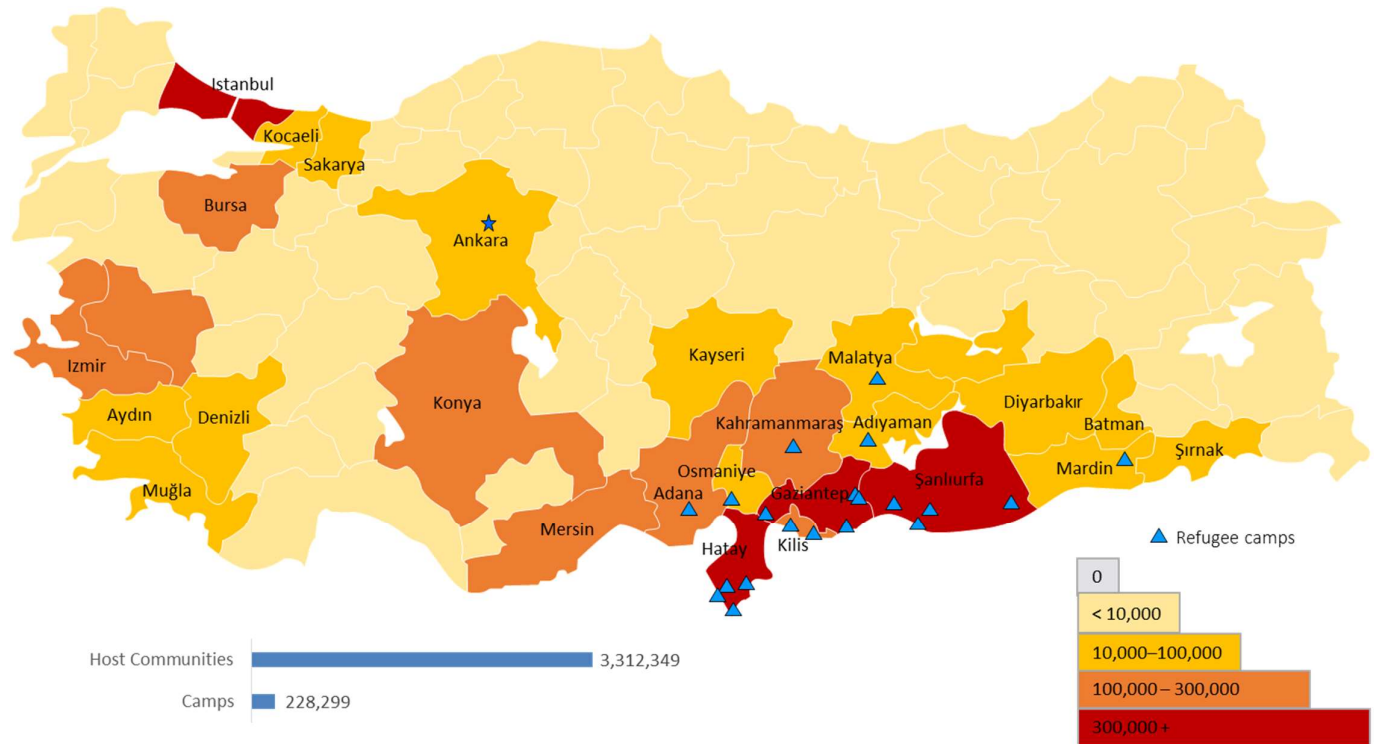 Istanbul
Kocaeli
Sakarya
Bursa
Ankara
Izmir
Kayseri
Malatya
Konya
Diyarbakır
Aydın
Denizli
Kahramanmaraş
Adıyaman
Batman
Şırnak
Mardin
Osmaniye
Şanlıurfa
Muğla
Adana
Gaziantep
Mersin
Hatay
Kilis
Refugee camps
0
< 10,000
10,000–100,000
100,000 – 300,000
300,000 +
Host Communities 3,312,349
Camps 228,299